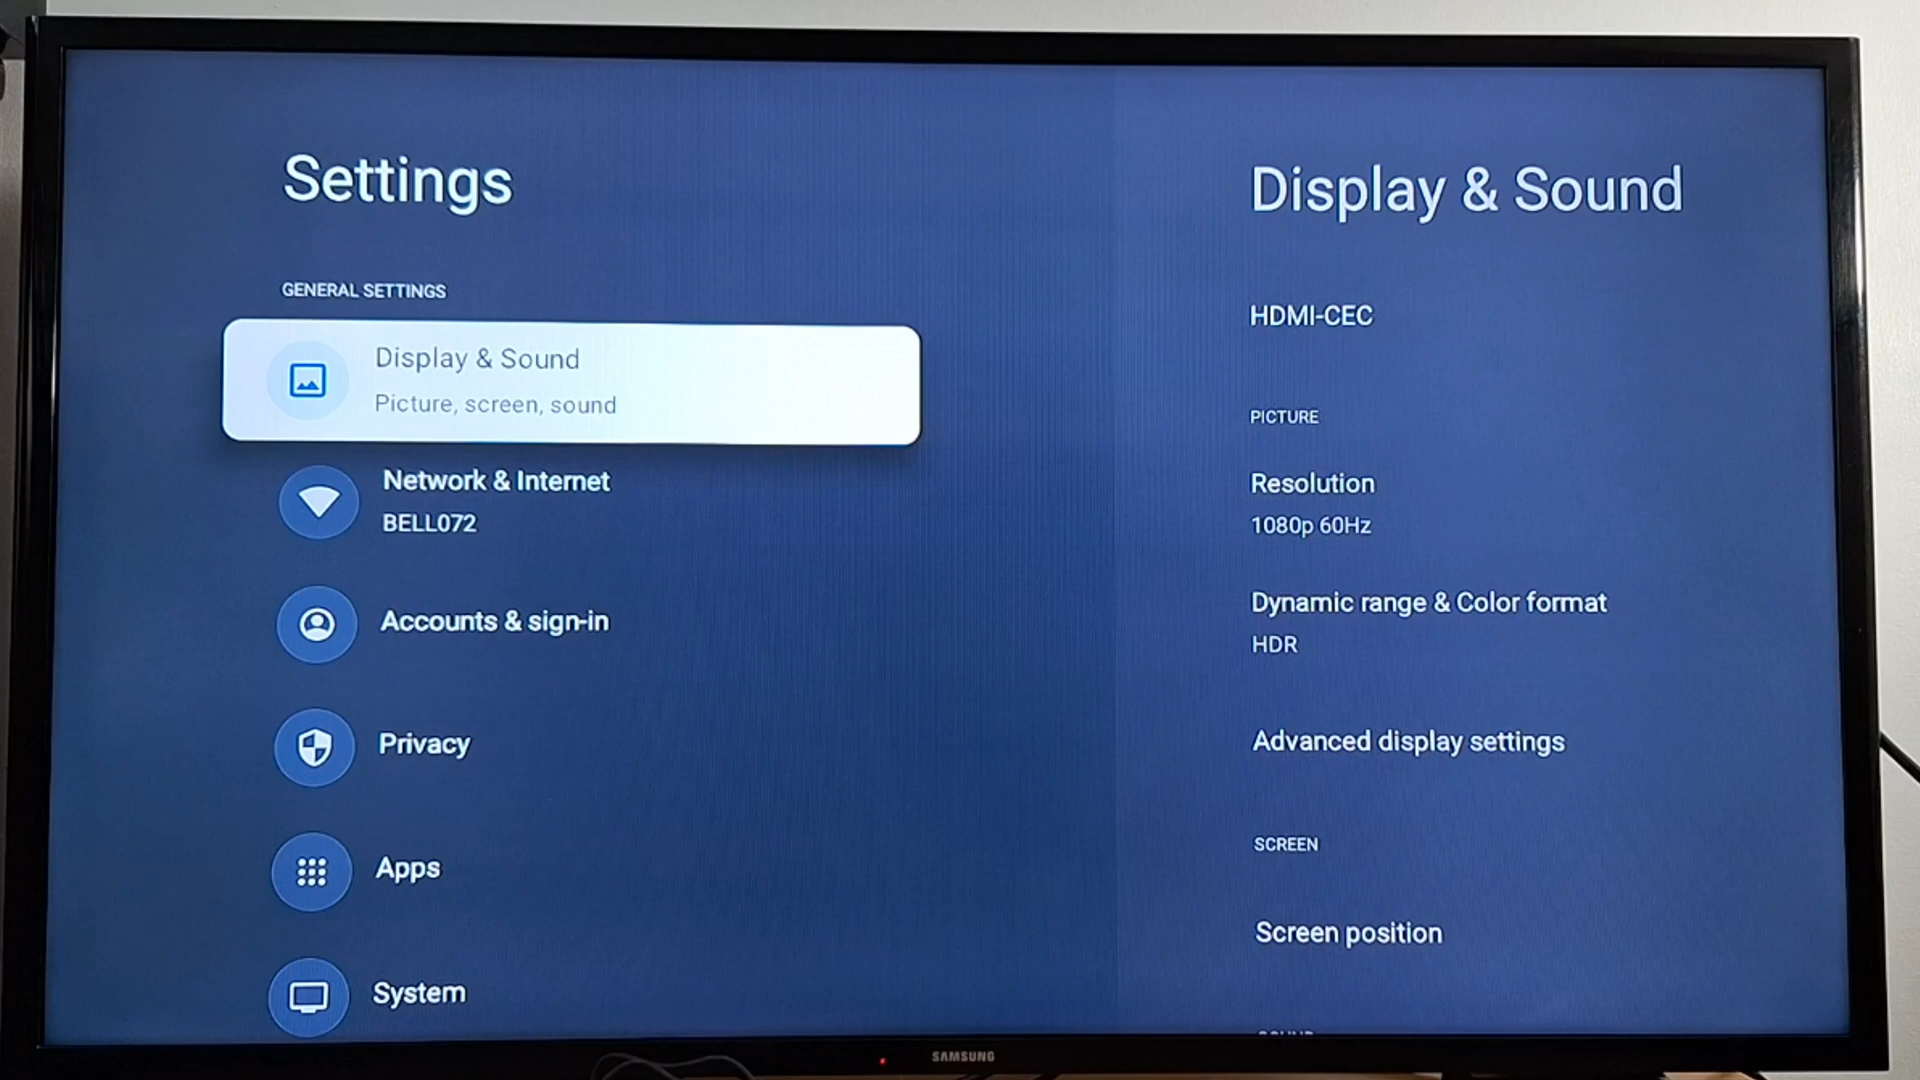 Settings
GENERAL SETTINGS
Display & Sound
Picture, screen, sound
Network & Internet
BELL072
Accounts & sign-in
Privacy
Apps
System
Display & Sound
HDMI-CEC
PICTURE
Resolution
1080p 60Hz
Dynamic range & Color format
HDR
Advanced display settings
SCREEN
Screen position
SOUND
SAMSUNG